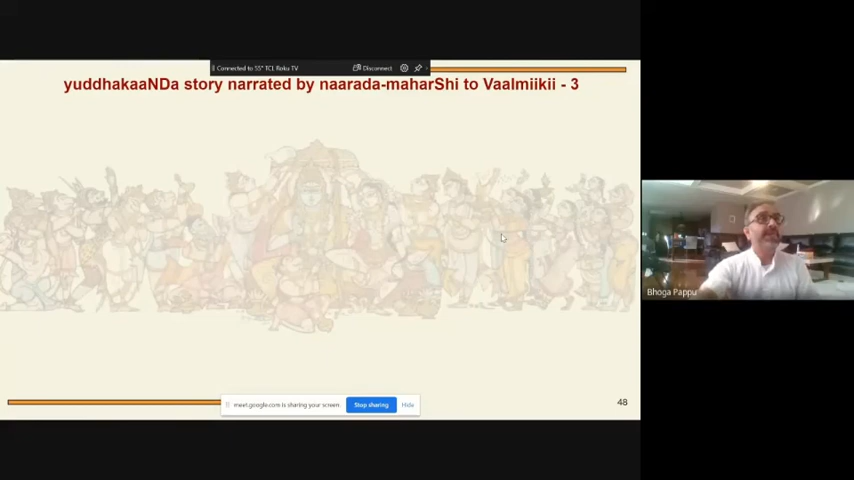 Connected to 55" TCL Roku TV
Disconnect
yuddhakaaNDa story narrated by naarada-maharShi to Vaalmiikii - 3
Bhoga Pappu
meet.google.com is sharing your screen.
Stop sharing
Hide
48